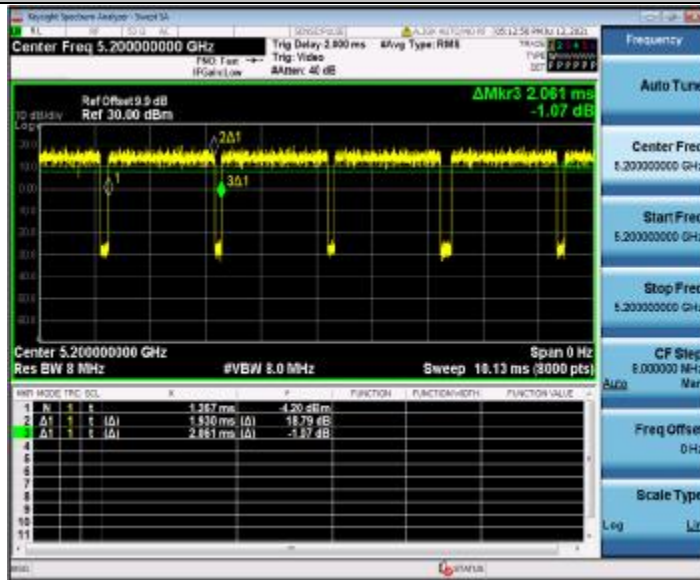 Keysight Spectrum Analyzer - Swept SA
Center Freq 5.200000000 GHz
PNO: Fast
IFGain:Low
Trig Delay-2.000 ms
Trig: Video
#Atten: 40 dB
#Avg Type: RMS
TRACE
TYPE
DET
Frequency
Auto Tune
Ref Offset 9.9 dB
10 dB/div Ref 30.00 dBm
Log
ΔMkr3 2.061 ms
-1.07 dB
2Δ1
1
3Δ1
Center Freq
5.200000000 GHz
Start Freq
5.200000000 GHz
Stop Freq
5.200000000 GHz
Center 5.200000000 GHz
Span 0 Hz
Res BW 8 MHz
#VBW 8.0 MHz
Sweep 10.13 ms (8000 pts)
CF Step
8.000000 MHz
Auto Man
MKR MODE TRC SCL X Y FUNCTION FUNCTION WIDTH FUNCTION VALUE
1 N 1 t 1.367 ms -4.20 dBm
2 Δ1 1 t (Δ) 1.930 ms (Δ) 18.79 dB
3 Δ1 1 t (Δ) 2.061 ms (Δ) -1.07 dB
4
5
6
7
8
9
10
11
Freq Offset
0 Hz
Scale Type
Log Lin
MSG
STATUS